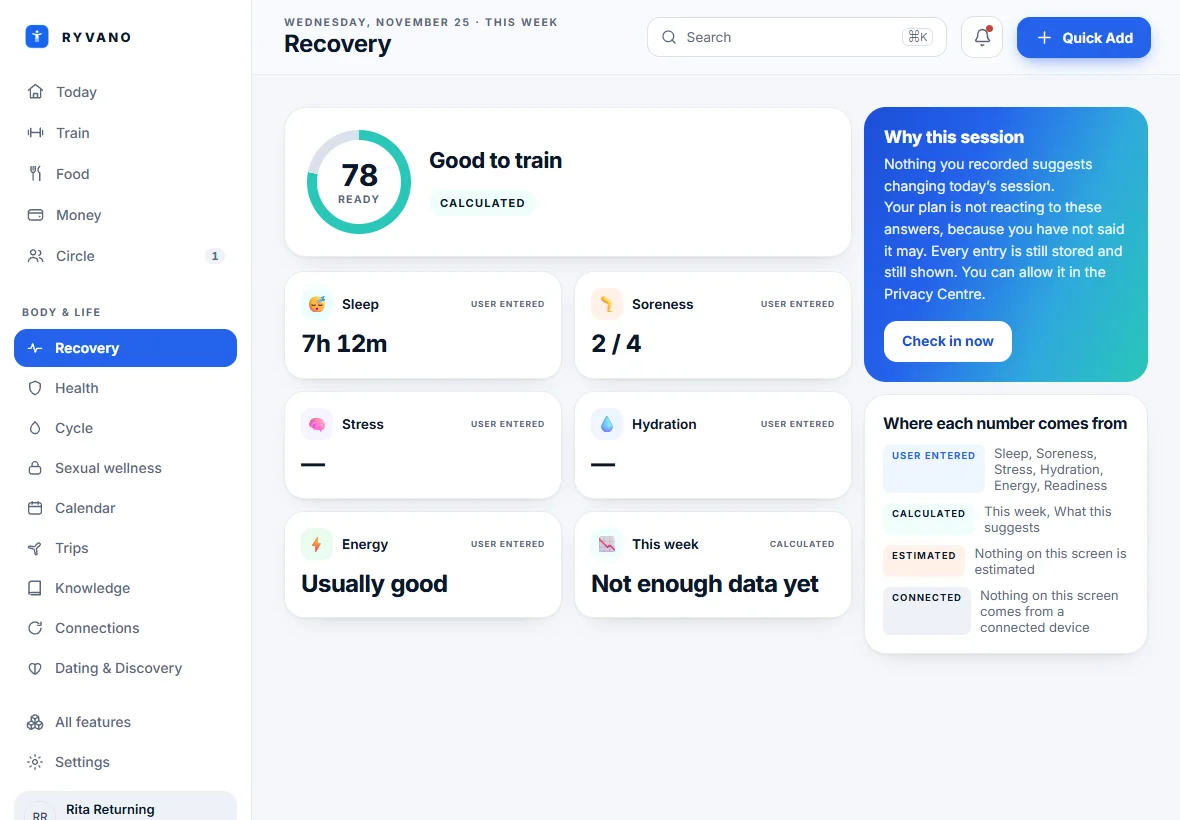 RYVANO
Today
Train
Food
Money
Circle
1
BODY & LIFE
Recovery
Health
Cycle
Sexual wellness
Calendar
Trips
Knowledge
Connections
Dating & Discovery
All features
Settings
RR
Rita Returning
WEDNESDAY, NOVEMBER 25 · THIS WEEK
Recovery
Search
⌘K
Quick Add
78
READY
Good to train
CALCULATED
Sleep
USER ENTERED
7h 12m
Soreness
USER ENTERED
2 / 4
Stress
USER ENTERED
—
Hydration
USER ENTERED
—
Energy
USER ENTERED
Usually good
This week
CALCULATED
Not enough data yet
Why this session
Nothing you recorded suggests
changing today’s session.
Your plan is not reacting to these
answers, because you have not said
it may. Every entry is still stored and
still shown. You can allow it in the
Privacy Centre.
Check in now
Where each number comes from
USER ENTERED
Sleep, Soreness,
Stress, Hydration,
Energy, Readiness
CALCULATED
This week, What this
suggests
ESTIMATED
Nothing on this screen is
estimated
CONNECTED
Nothing on this screen
comes from a
connected device